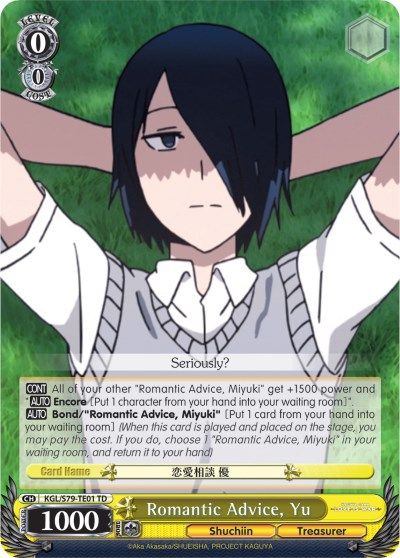 LEVEL
0
0
COST
Seriously?
CONT All of your other "Romantic Advice, Miyuki" get +1500 power and
"AUTO Encore [Put 1 character from your hand into your waiting room]".
AUTO Bond/"Romantic Advice, Miyuki" [Put 1 card from your hand into
your waiting room] (When this card is played and placed on the stage, you
may pay the cost. If you do, choose 1 "Romantic Advice, Miyuki" in your
waiting room, and return it to your hand)
Card Name 恋愛相談 優
CD KGL/S79-TE01 TD
POWER 1000
SOUL
Romantic Advice, Yu
Shuchiin Treasurer
©Aka Akasaka/SHUEISHA, PROJECT KAGUYA